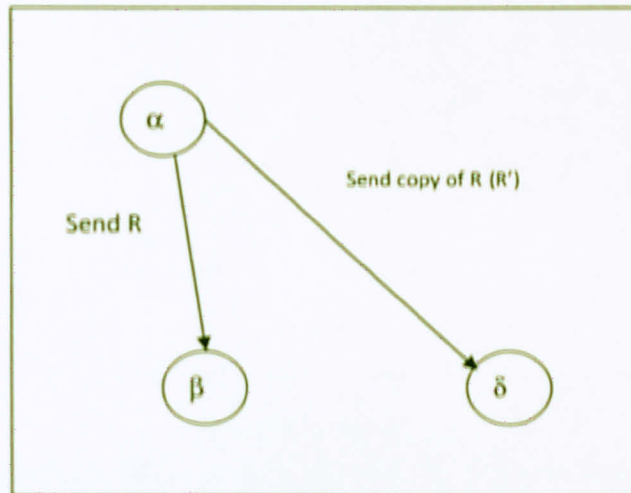 α
Send copy of R (R')
Send R
β
δ